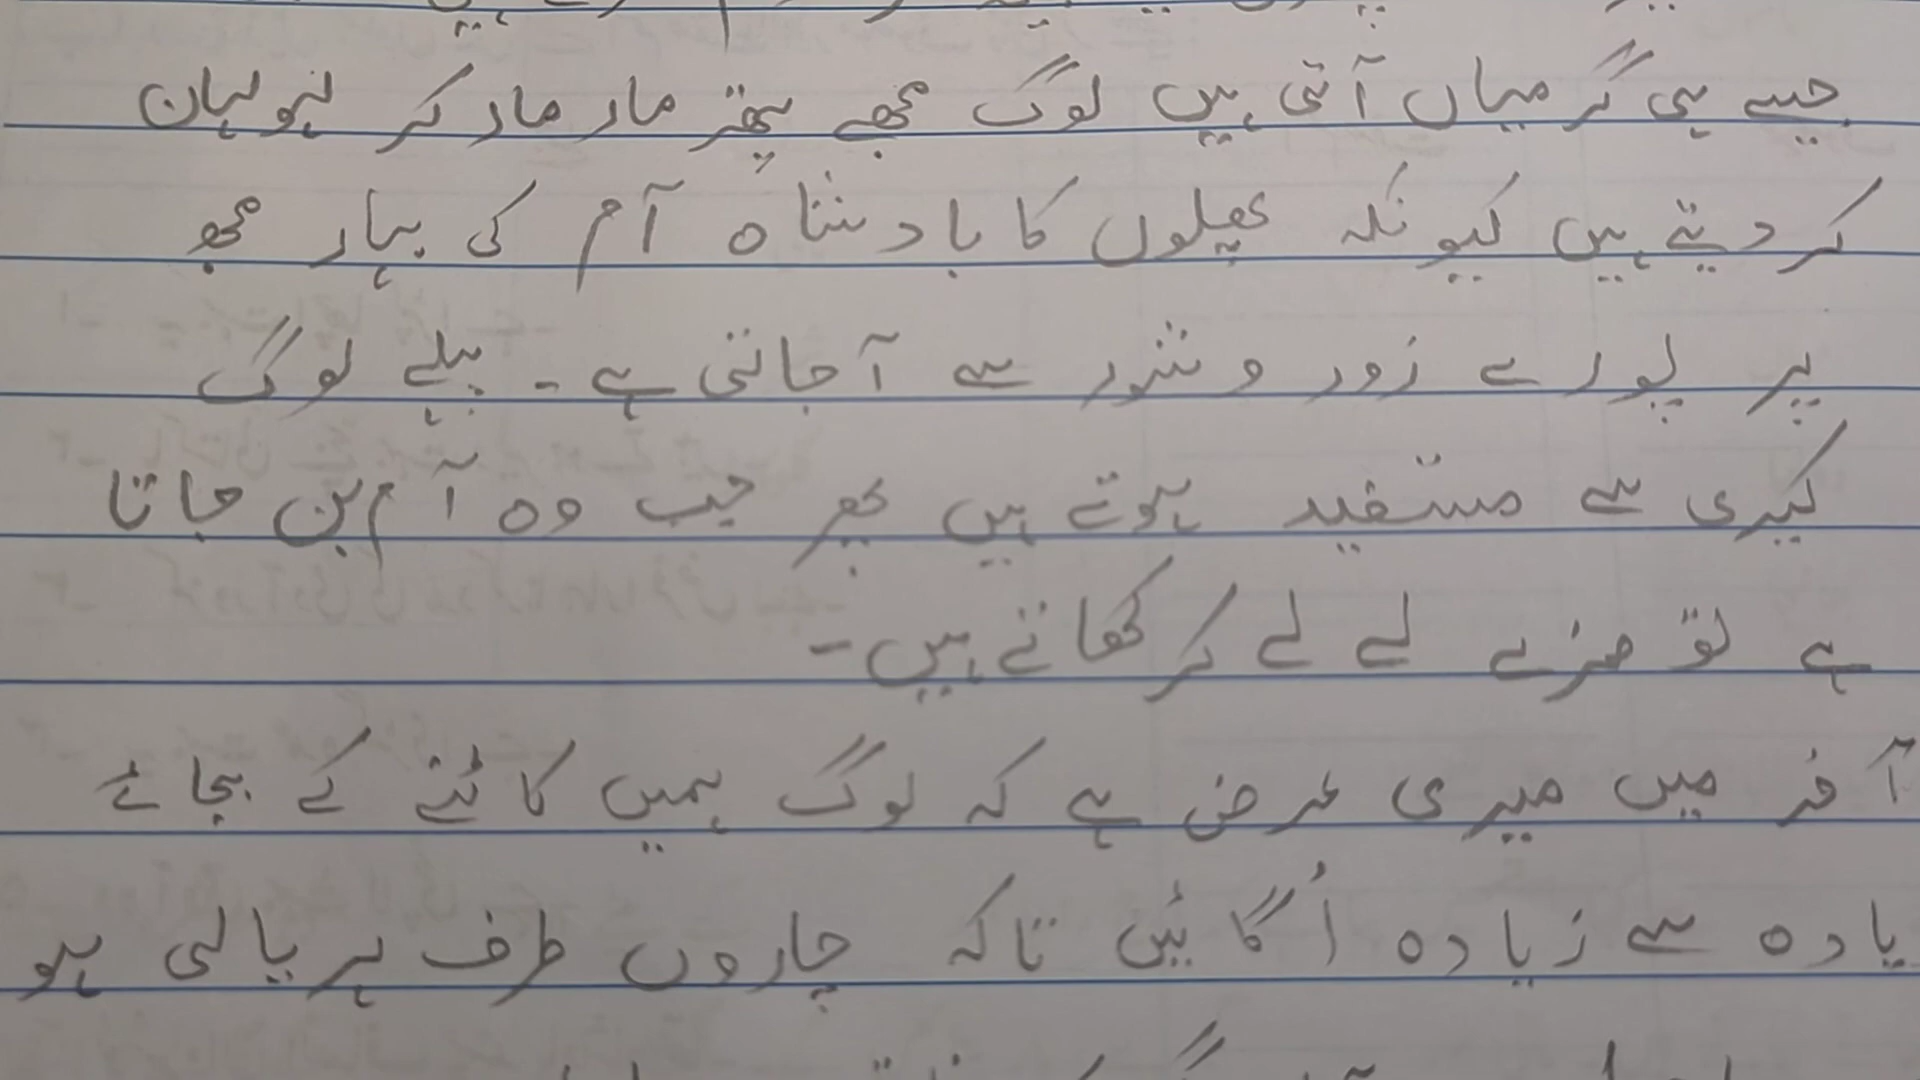 جیسے ہی گرمیاں آتی ہیں لوگ مجھے پتھر مار مار کر لہولہان
کر دیتے ہیں کیونکہ پھلوں کا بادشاہ آم کی بہار مجھ
پر پورے زور و شور سے آجاتی ہے ۔ پہلے لوگ
کیری سے مستفید ہوتے ہیں پھر جب وہ آم بن جاتا
ہے تو مزے لے لے کر کھاتے ہیں ۔
آخر میں میری عرض ہے کہ لوگ ہمیں کاٹنے کے بجائے
یادہ سے زیادہ اُگائیں تاکہ چاروں طرف ہریالی ہو